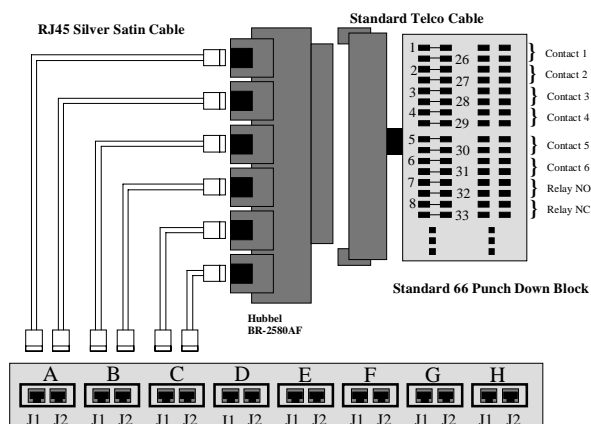 Standard Telco Cable
RJ45 Silver Satin Cable
1
26
Contact 1
2
27
Contact 2
3
28
Contact 3
4
29
Contact 4
5
30
Contact 5
6
31
Contact 6
7
32
Relay NO
8
33
Relay NC
Standard 66 Punch Down Block
Hubbel
BR-2580AF
A B C D E F G H
J1 J2 J1 J2 J1 J2 J1 J2 J1 J2 J1 J2 J1 J2 J1 J2